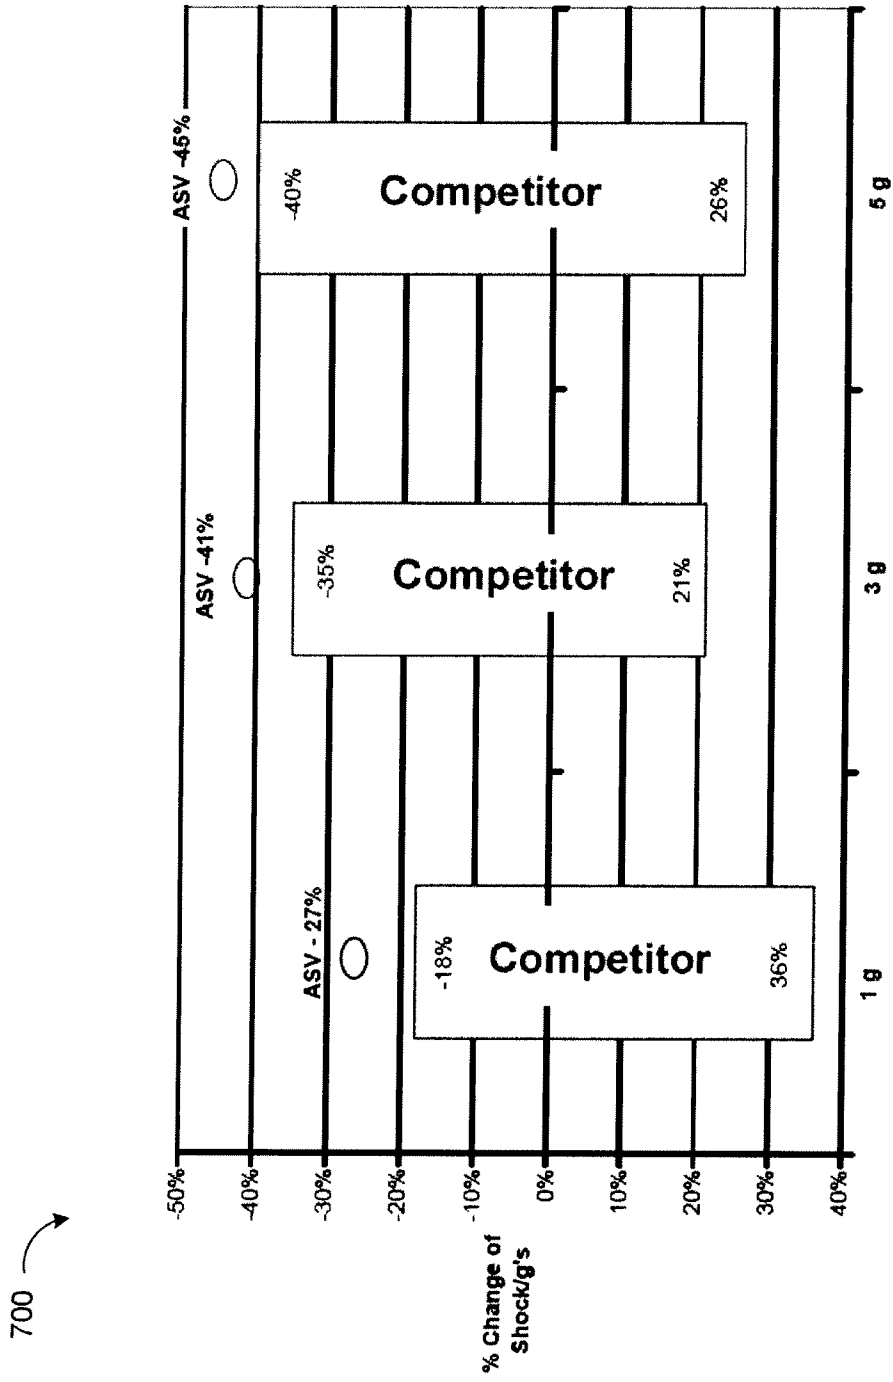 700
% Change of
Shock/g's
-50%
-40%
-30%
-20%
-10%
0%
10%
20%
30%
40%
ASV - 27%
-18%
Competitor
36%
ASV -41%
-35%
Competitor
21%
ASV -45%
-40%
Competitor
26%
1 g
3 g
5 g